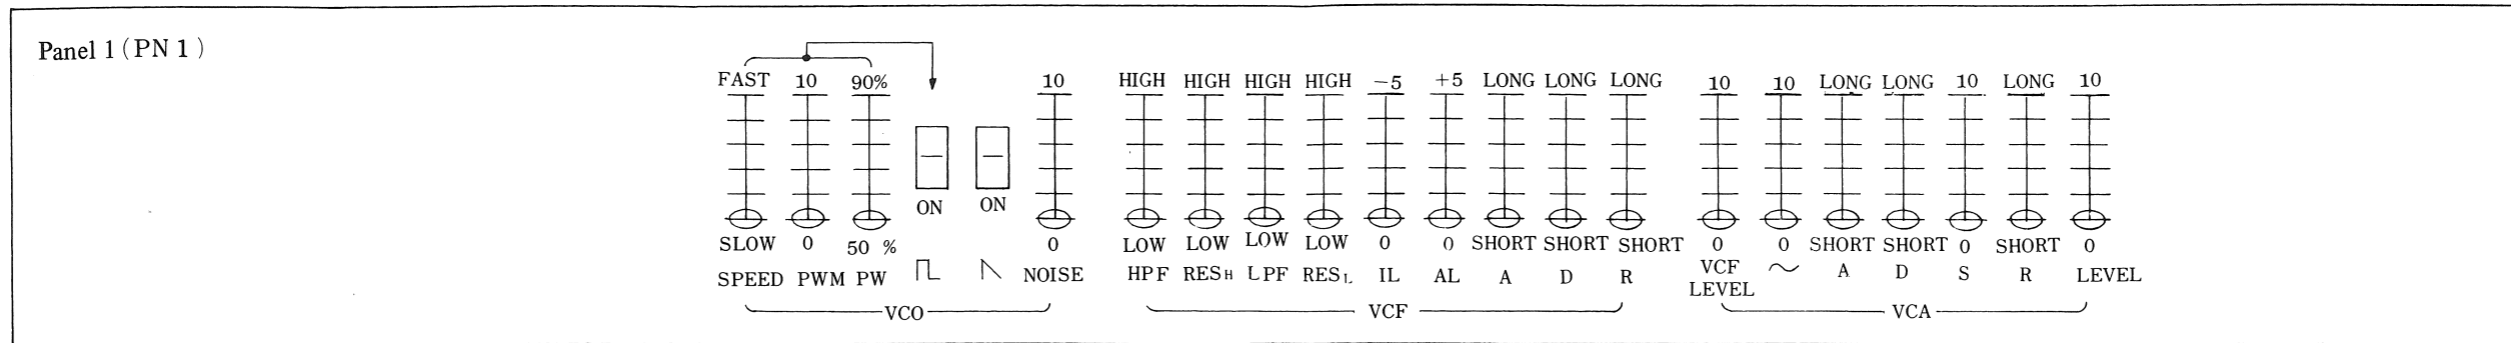 Panel 1 (PN 1)
FAST 10 90% 10 HIGH HIGH HIGH HIGH −5 +5 LONG LONG LONG 10 10 LONG LONG 10 LONG 10
ON ON
SLOW 0 50 % 0 LOW LOW LOW LOW 0 0 SHORT SHORT SHORT 0 0 SHORT SHORT 0 SHORT 0
SPEED PWM PW NOISE HPF RESH LPF RESL IL AL A D R VCF LEVEL A D S R LEVEL
VCO VCF VCA